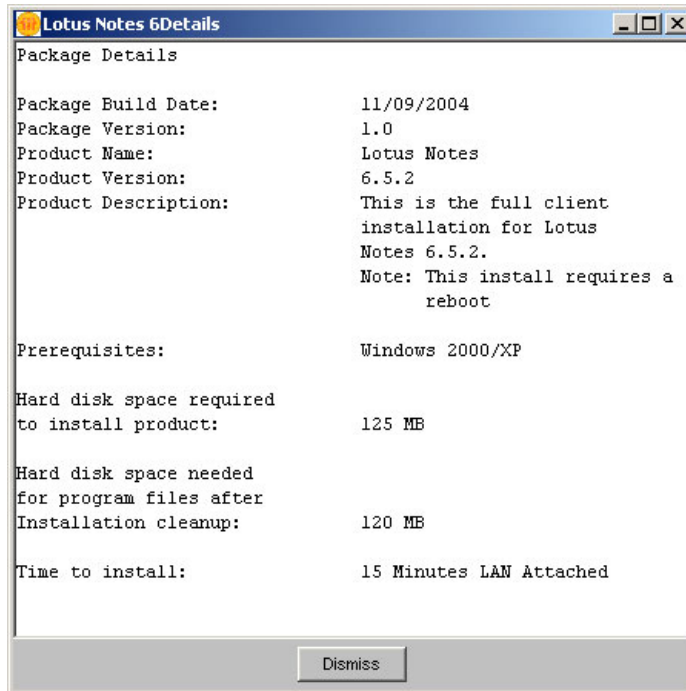 Lotus Notes 6Details
Package Details
Package Build Date: 11/09/2004
Package Version: 1.0
Product Name: Lotus Notes
Product Version: 6.5.2
Product Description: This is the full client
installation for Lotus
Notes 6.5.2.
Note: This install requires a
reboot
Prerequisites: Windows 2000/XP
Hard disk space required
to install product: 125 MB
Hard disk space needed
for program files after
Installation cleanup: 120 MB
Time to install: 15 Minutes LAN Attached
Dismiss